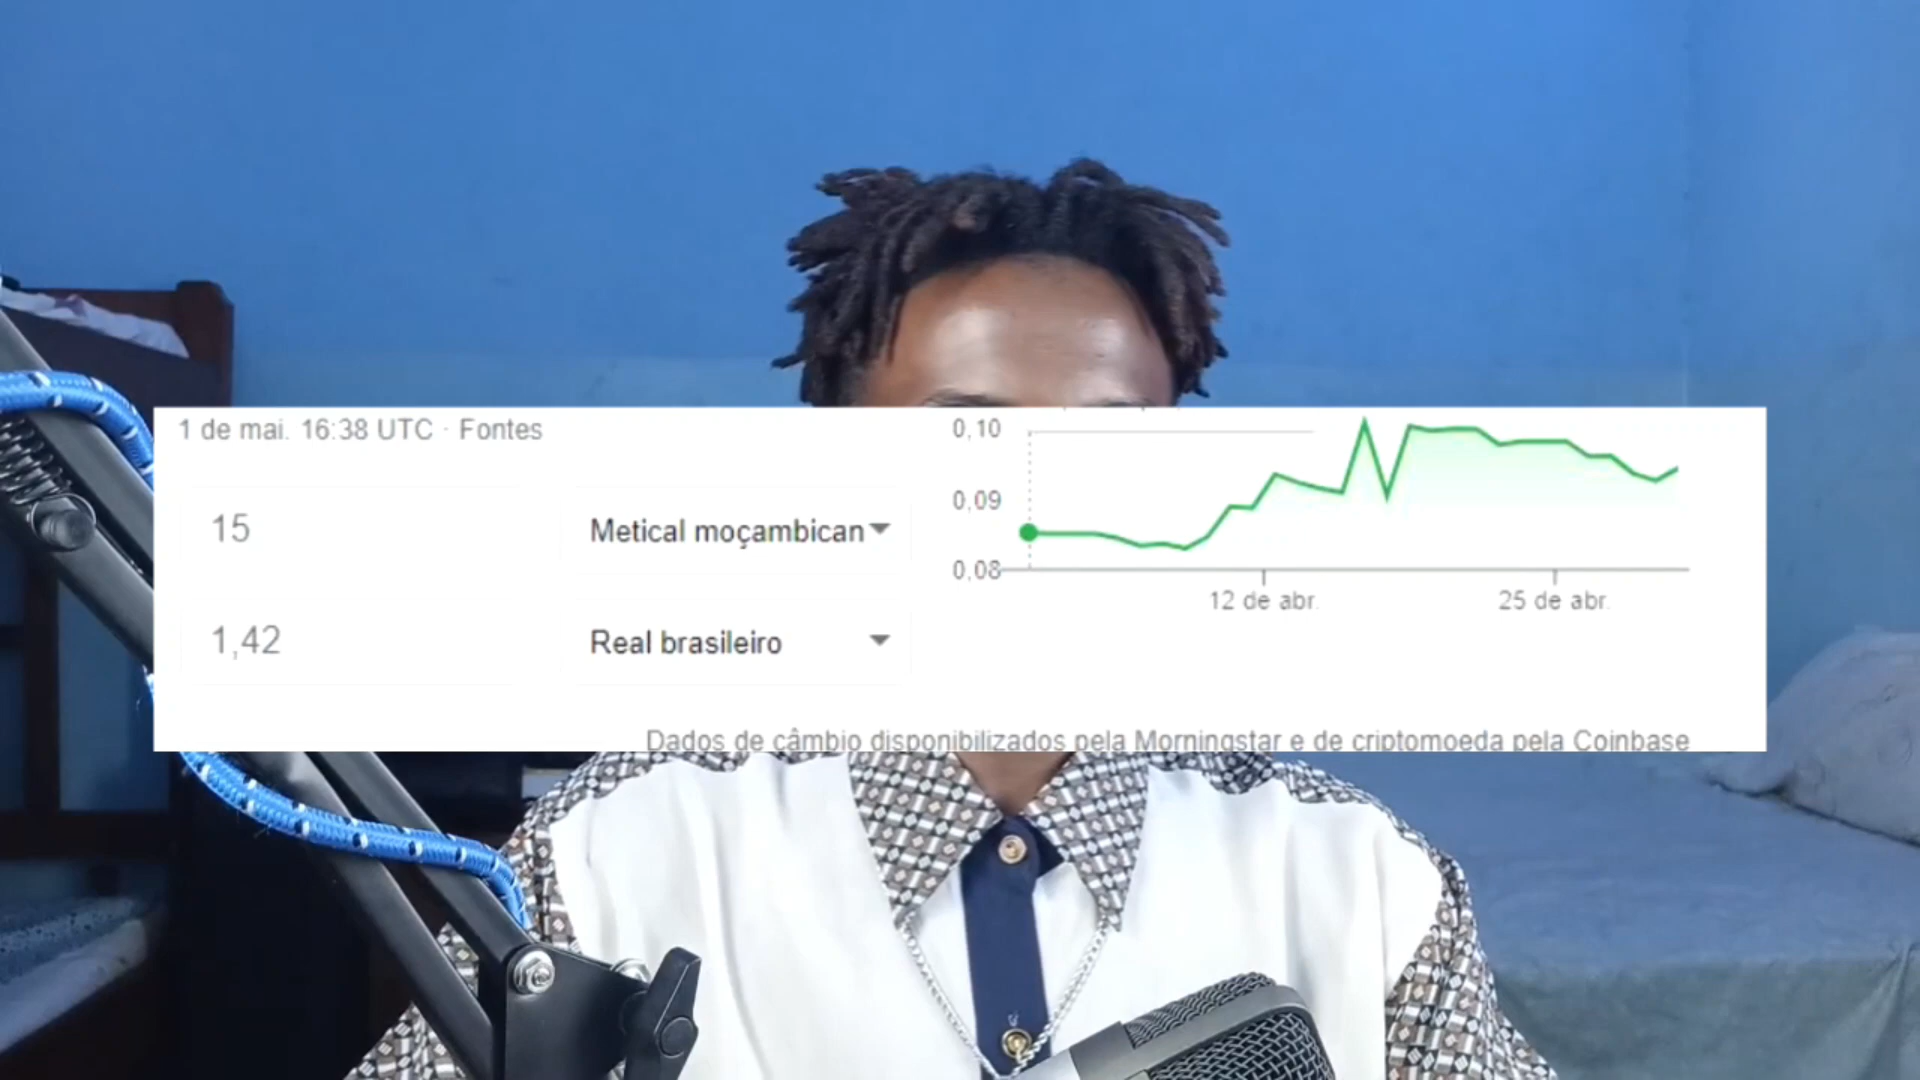 1 de mai. 16:38 UTC · Fontes
15
Metical moçambican
1,42
Real brasileiro
0,10
0,09
0,08
12 de abr.
25 de abr.
Dados de câmbio disponibilizados pela Morningstar e de criptomoeda pela Coinbase